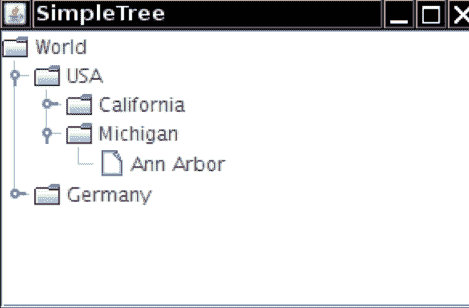 SimpleTree
World
USA
California
Michigan
Ann Arbor
Germany